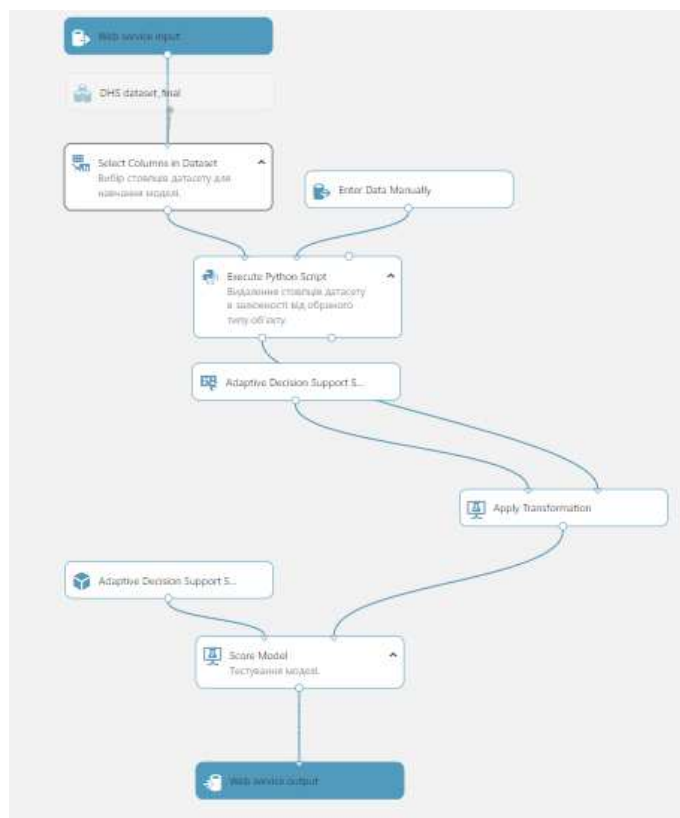 Web service input
DHS dataset_final
Select Columns in Dataset
Вибір стовпців датасету для
навчання моделі.
Enter Data Manually
Execute Python Script
Видалення стовпців датасету
в залежності від обраного
типу об'єкту.
Adaptive Decision Support S...
Apply Transformation
Adaptive Decision Support S...
Score Model
Тестування моделі.
Web service output